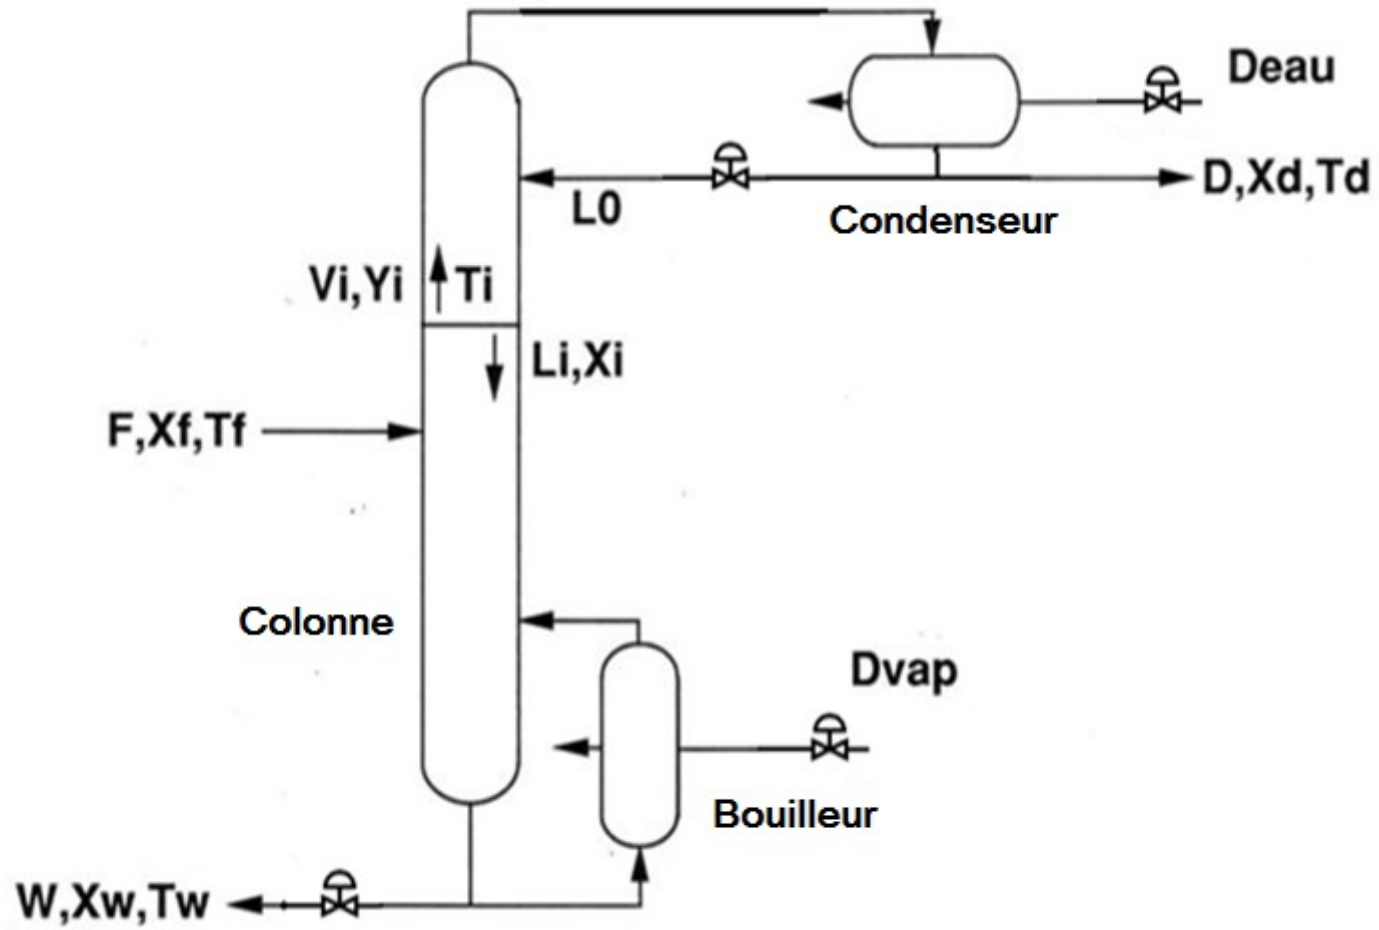 Deau
D,Xd,Td
L0
Condenseur
Vi,Yi
Ti
Li,Xi
F,Xf,Tf
Colonne
Dvap
Bouilleur
W,Xw,Tw